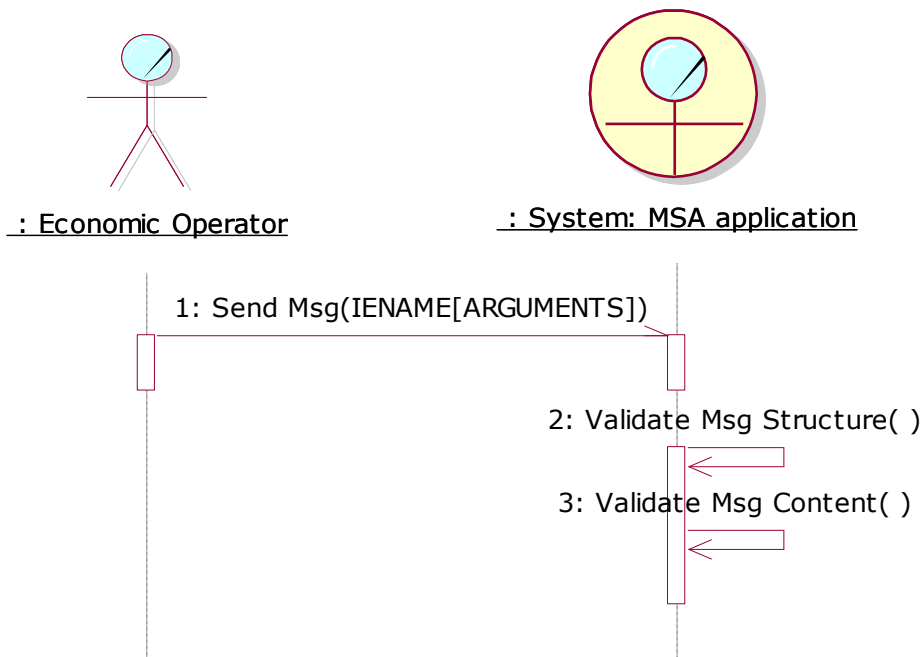 : Economic Operator
: System: MSA application
1: Send Msg(IENAME[ARGUMENTS])
2: Validate Msg Structure( )
3: Validate Msg Content( )